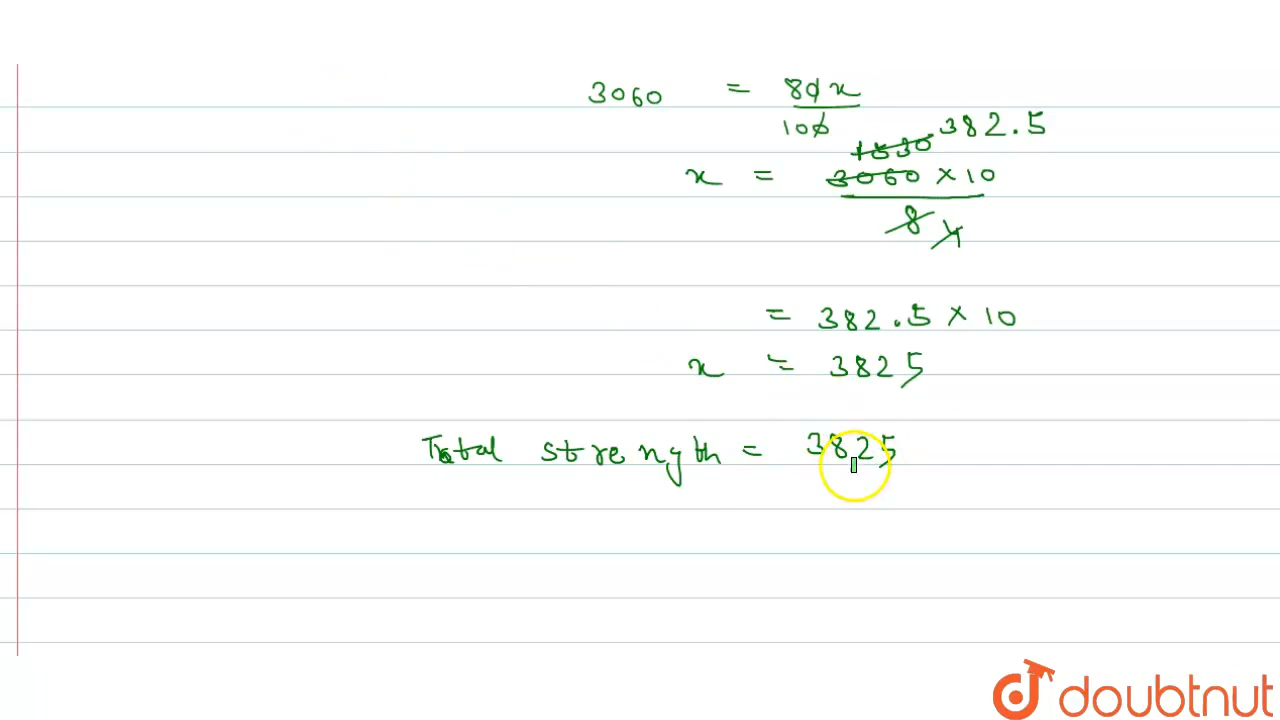 3060 = 80x
100
1530 382.5
x = 3060 × 10
8 4
= 382.5 × 10
x = 3825
Total strength = 3825
doubtnut